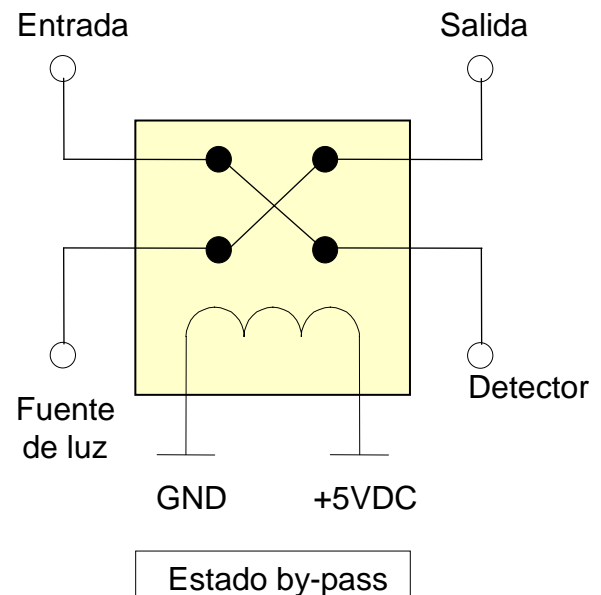 Entrada
Salida
Fuente
de luz
Detector
GND
+5VDC
Estado by-pass